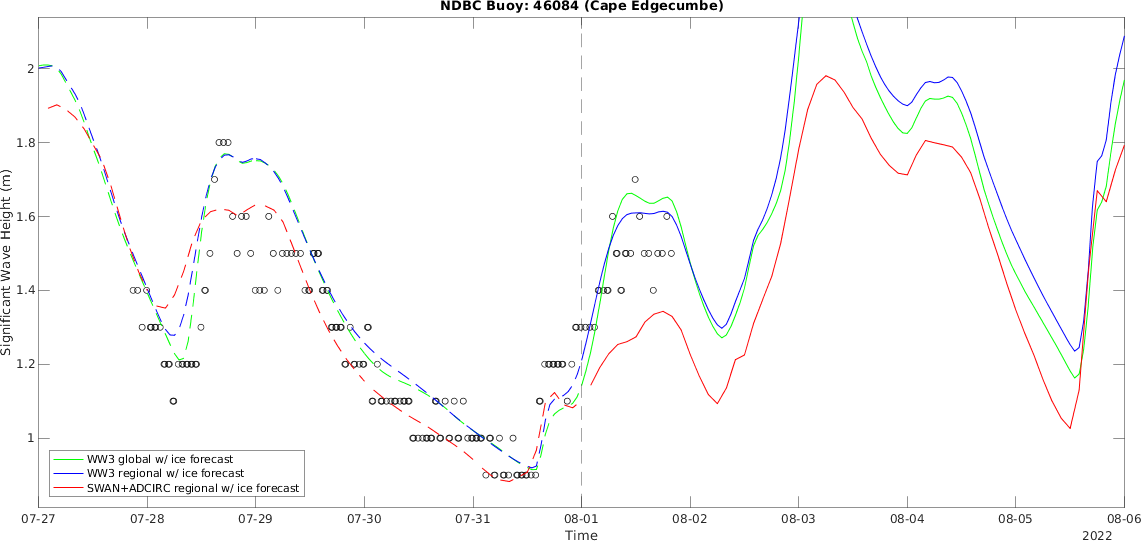 NDBC Buoy: 46084 (Cape Edgecumbe)
Significant Wave Height (m)
2
1.8
1.6
1.4
1.2
1
WW3 global w/ ice forecast
WW3 regional w/ ice forecast
SWAN+ADCIRC regional w/ ice forecast
07-27 07-28 07-29 07-30 07-31 08-01 08-02 08-03 08-04 08-05 08-06
Time
2022